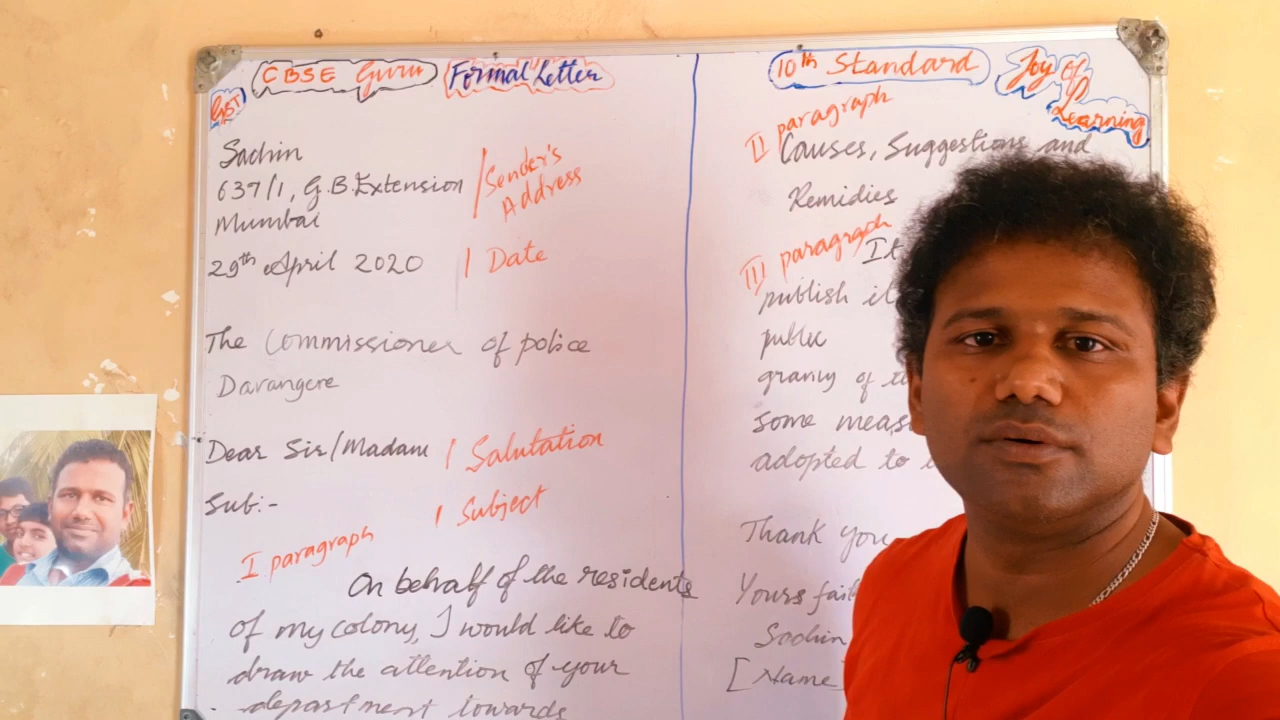 CBSE Guru
Formal Letter
Sachin
637/1, G.B. Extension
Mumbai
Sender's
Address
29th April 2020
Date
The Commissioner of police
Davangere
Dear Sir/Madam
Salutation
Sub:-
Subject
I paragraph
On behalf of the residents
of my colony, I would like to
draw the attention of your
department towards
10th Standard
Joy of
Learning
II paragraph
Causes, Suggestions and
Remidies
III paragraph
It
publish it
public
of
some meas
adopted to
Thank you
Yours fait
Sachin
[Name